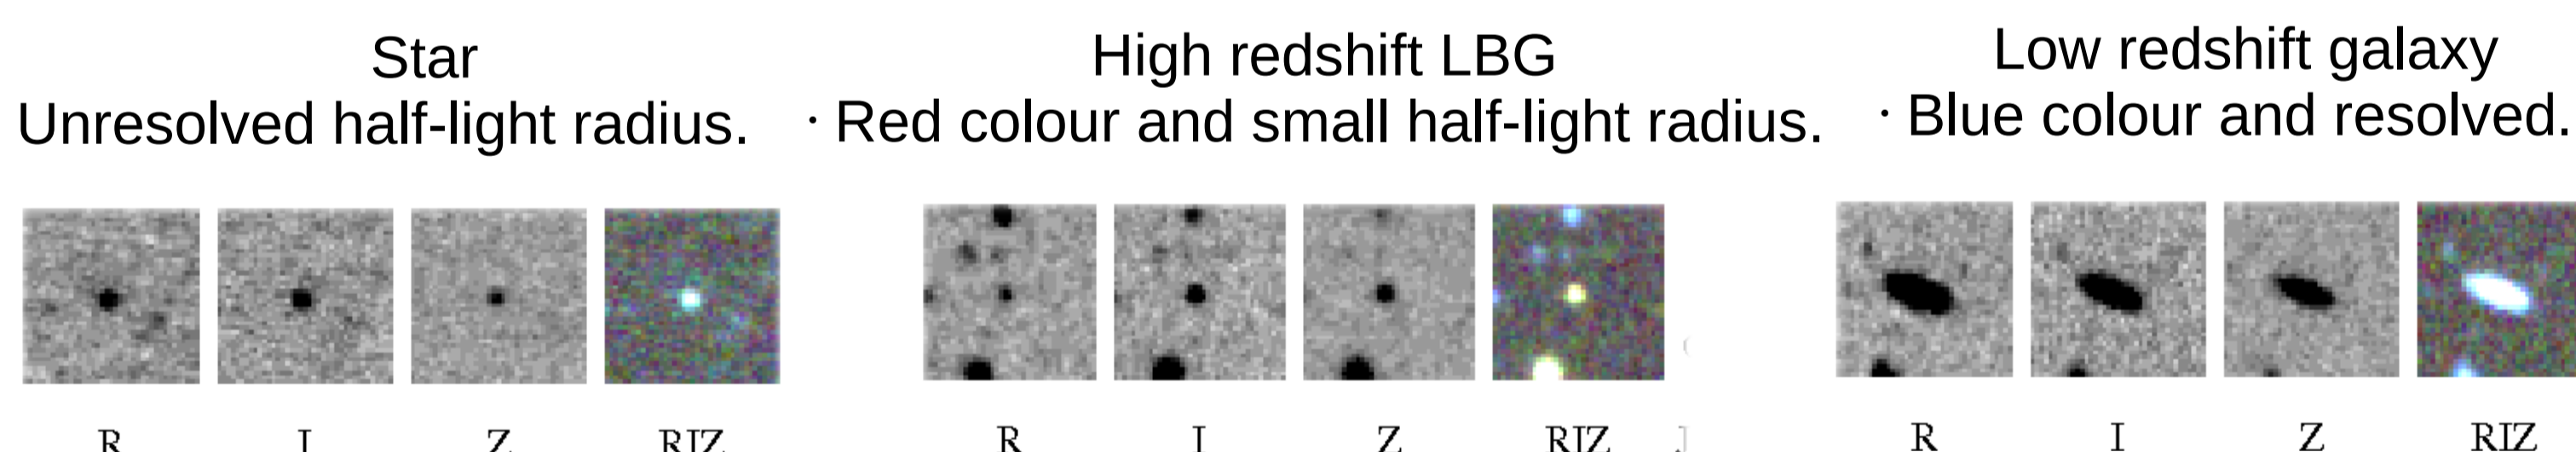 Star
Unresolved half-light radius.
High redshift LBG
· Red colour and small half-light radius.
Low redshift galaxy
· Blue colour and resolved.
R I Z RIZ
R I Z RIZ
R I Z RIZ